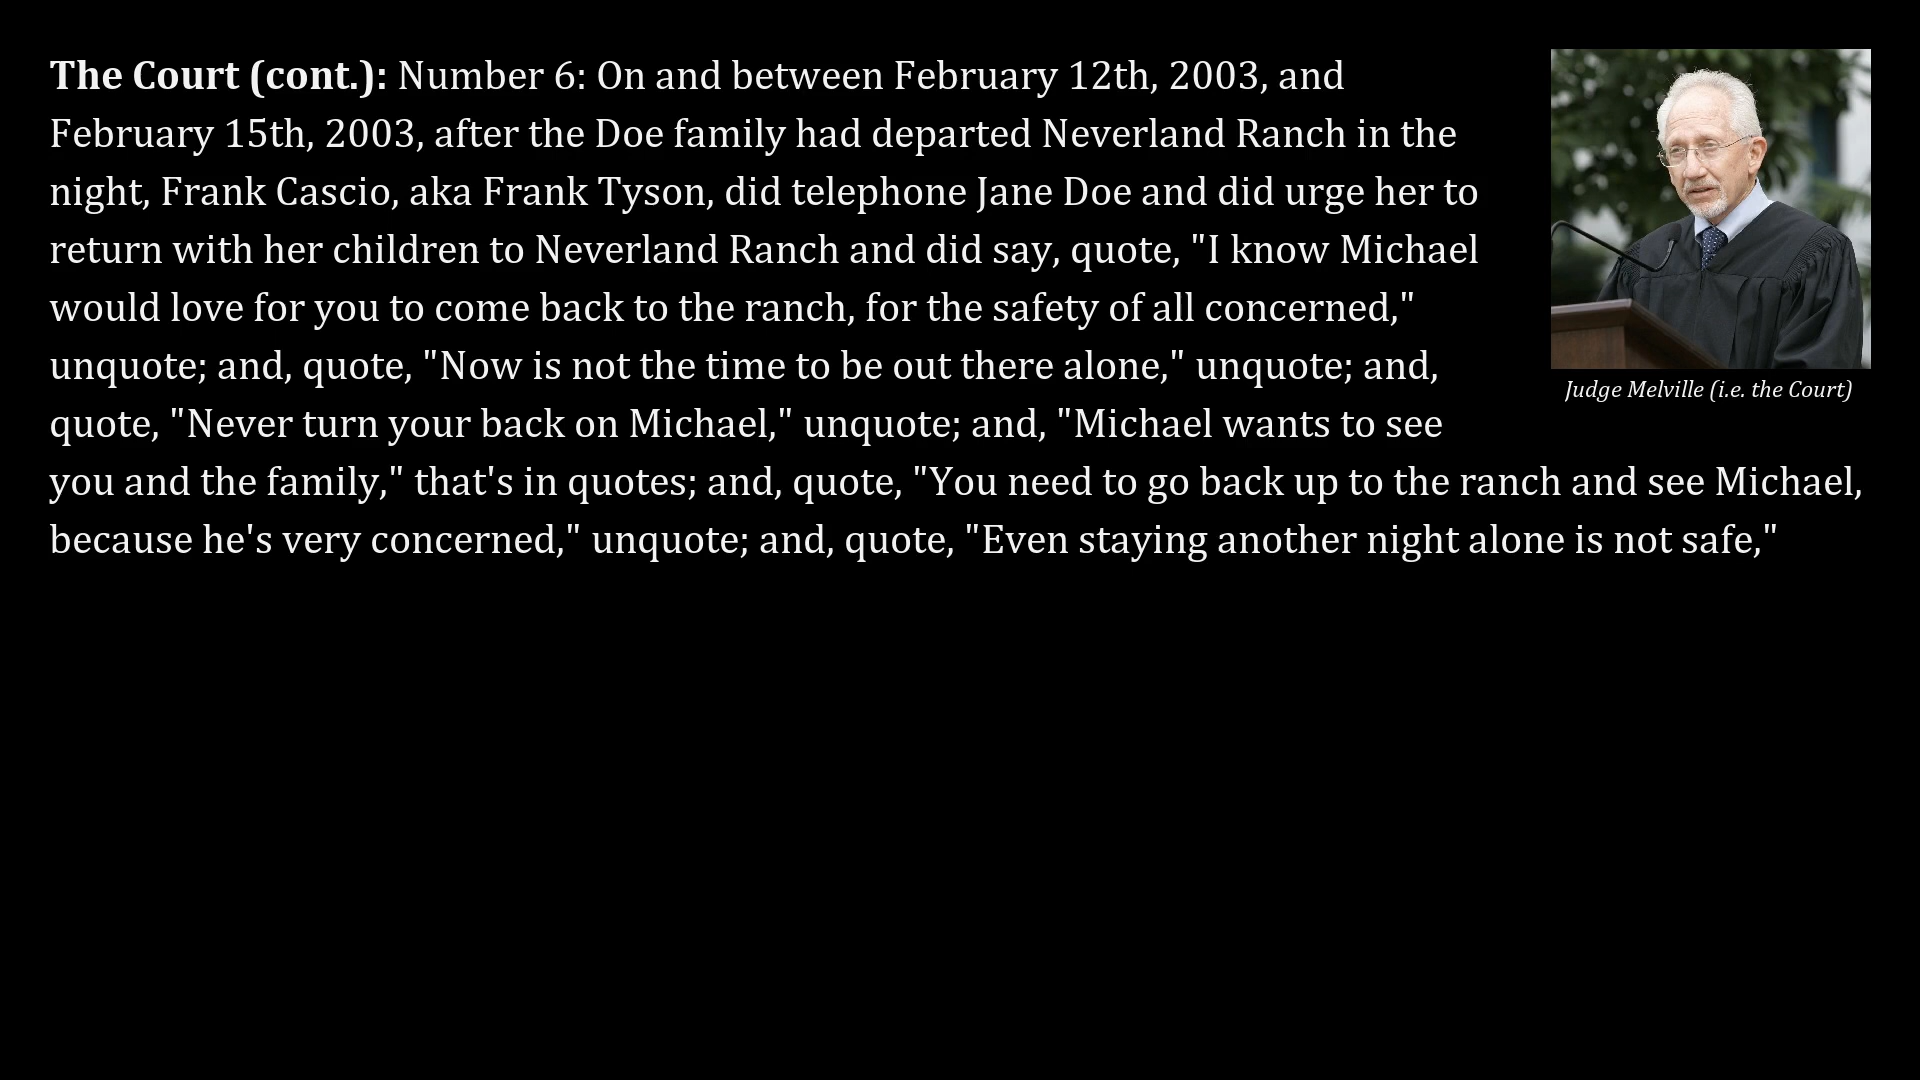 The Court (cont.): Number 6: On and between February 12th, 2003, and
February 15th, 2003, after the Doe family had departed Neverland Ranch in the
night, Frank Cascio, aka Frank Tyson, did telephone Jane Doe and did urge her to
return with her children to Neverland Ranch and did say, quote, "I know Michael
would love for you to come back to the ranch, for the safety of all concerned,"
unquote; and, quote, "Now is not the time to be out there alone," unquote; and,
quote, "Never turn your back on Michael," unquote; and, "Michael wants to see
you and the family," that's in quotes; and, quote, "You need to go back up to the ranch and see Michael,
because he's very concerned," unquote; and, quote, "Even staying another night alone is not safe,"
Judge Melville (i.e. the Court)